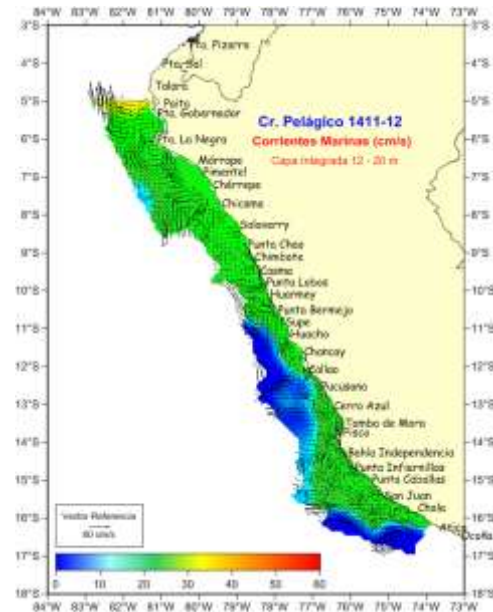 84°W 83°W 82°W 81°W 80°W 79°W 78°W 77°W 76°W 75°W 74°W 73°W
3°S
Pta. Pizarro
4°S
Pta. Sal
Talara
5°S
Paita
Pta. Gobernador
Cr. Pelágico 1411-12
6°S
Pta. La Negra
Corrientes Marinas (cm/s)
Mórrope
Capa integrada 12 - 20 m
Pimentel
7°S
Chérrepe
Chicama
8°S
Salaverry
Punta Chao
9°S
Chimbote
Casma
Punta Lobos
10°S
Huarmey
Punta Bermejo
Supe
11°S
Huacho
Chancay
12°S
Callao
Pucusana
13°S
Cerro Azul
Tambo de Mora
Pisco
14°S
Bahía Independencia
Punta Infiernillos
15°S
Punta Caballas
San Juan
Chala
16°S
Vector Referencia
Atico
Ocoña
60 cm/s
17°S
0 10 20 30 40 50 60
18°S
84°W 83°W 82°W 81°W 80°W 79°W 78°W 77°W 76°W 75°W 74°W 73°W